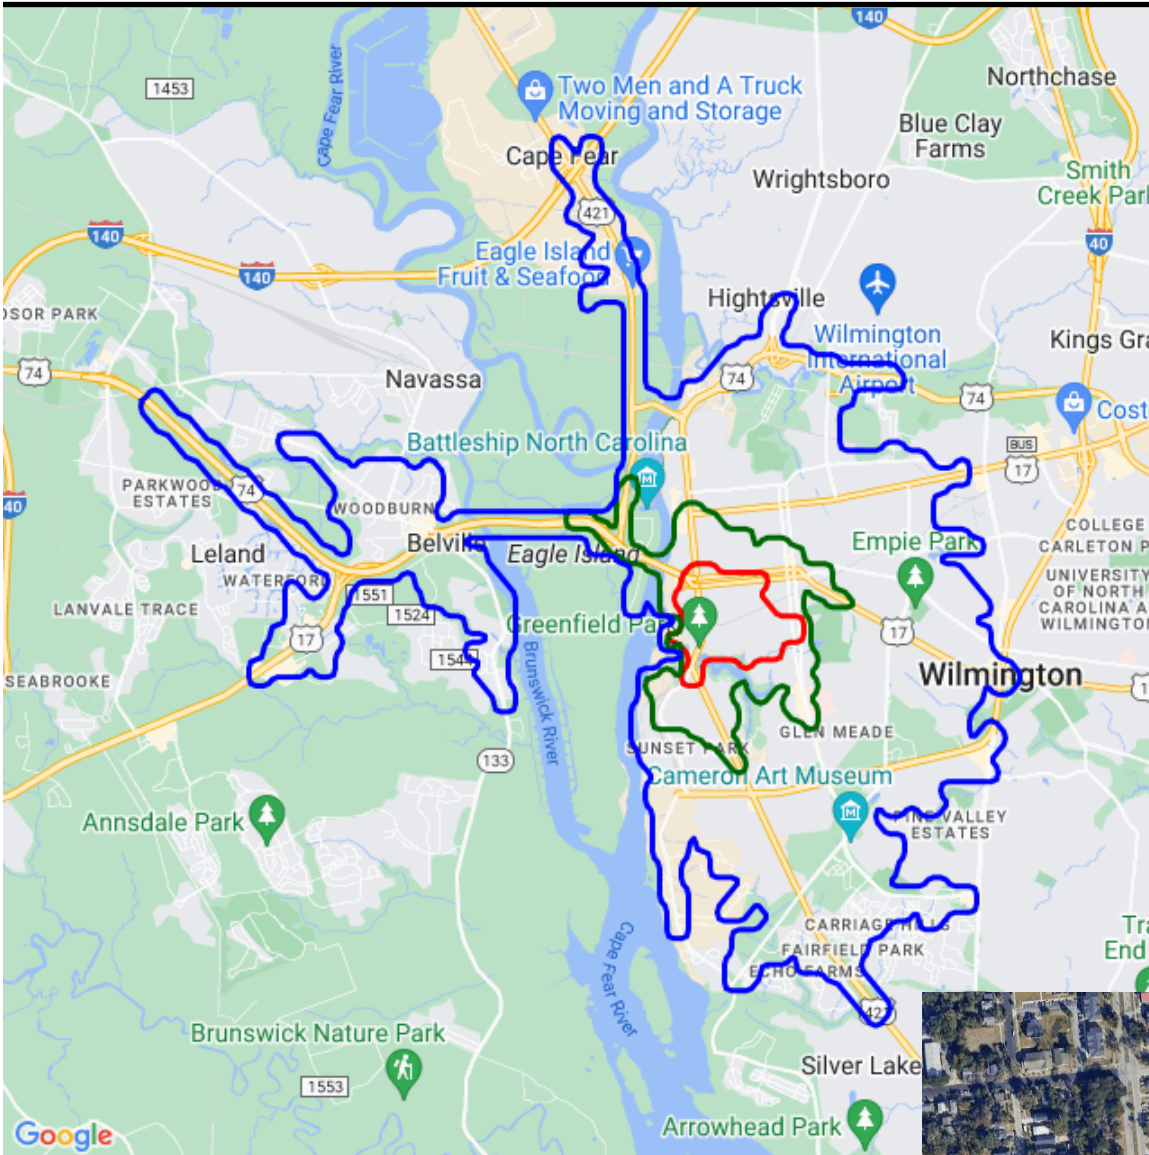 140
1453
Cape Fear River
Two Men and A Truck
Moving and Storage
Northchase
Blue Clay
Farms
Cape Fear
Wrightsboro
Smith
Creek Park
421
140
140
40
Eagle Island
Fruit & Seafood
Hightsville
DSOR PARK
Wilmington
International
Airport
Kings Gra
74
Navassa
74
74
Cost
Battleship North Carolina
BUS
17
PARKWOOD
ESTATES
74
40
WOODBURN
COLLEGE
CARLETON P
Belville
Eagle Island
Empie Park
Leland
WATERFORD
UNIVERSITY
OF NORTH
CAROLINA A
WILMINGTON
1551
LANVALE TRACE
1524
Greenfield Park
17
17
1544
Wilmington
SEABROOKE
1
Brunswick River
GLEN MEADE
SUNSET PARK
133
Cameron Art Museum
Annsdale Park
PINE VALLEY
ESTATES
CARRIAGE HILLS
Tra
End
FAIRFIELD PARK
ECHO FARMS
Cape Fear River
421
Brunswick Nature Park
Silver Lake
1553
Arrowhead Park
Google